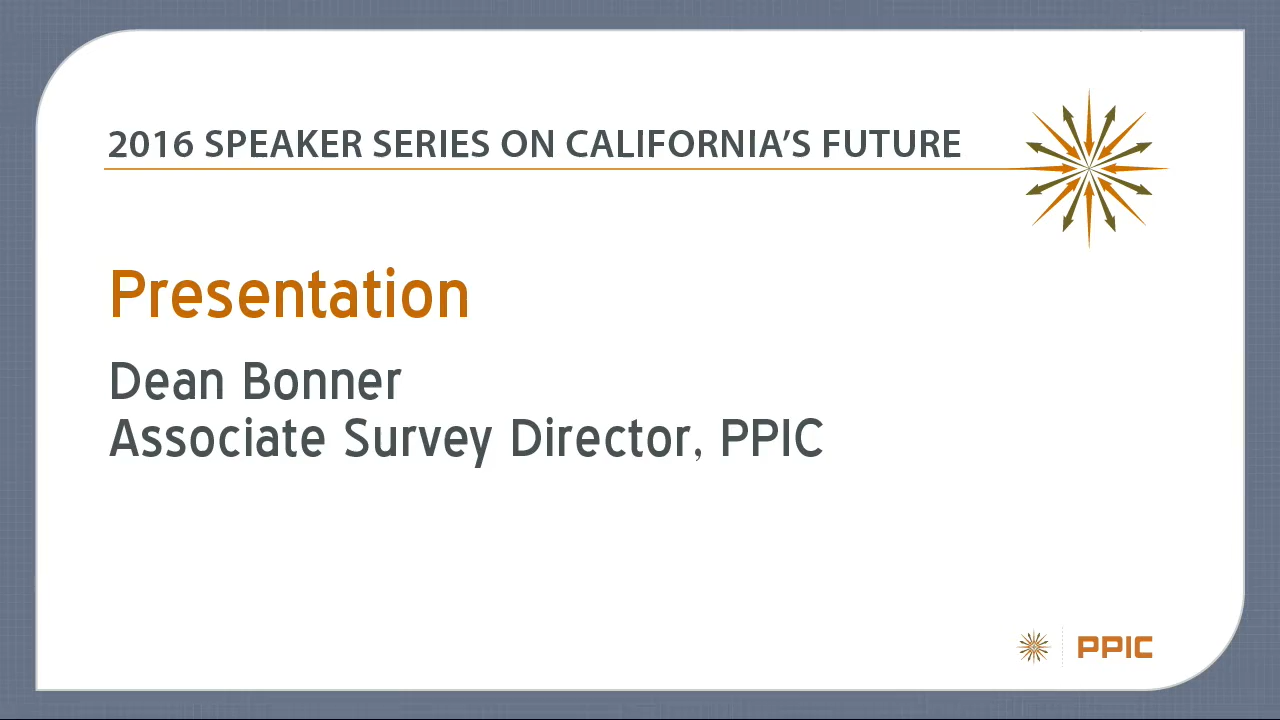 2016 SPEAKER SERIES ON CALIFORNIA’S FUTURE
Presentation
Dean Bonner
Associate Survey Director, PPIC
PPIC